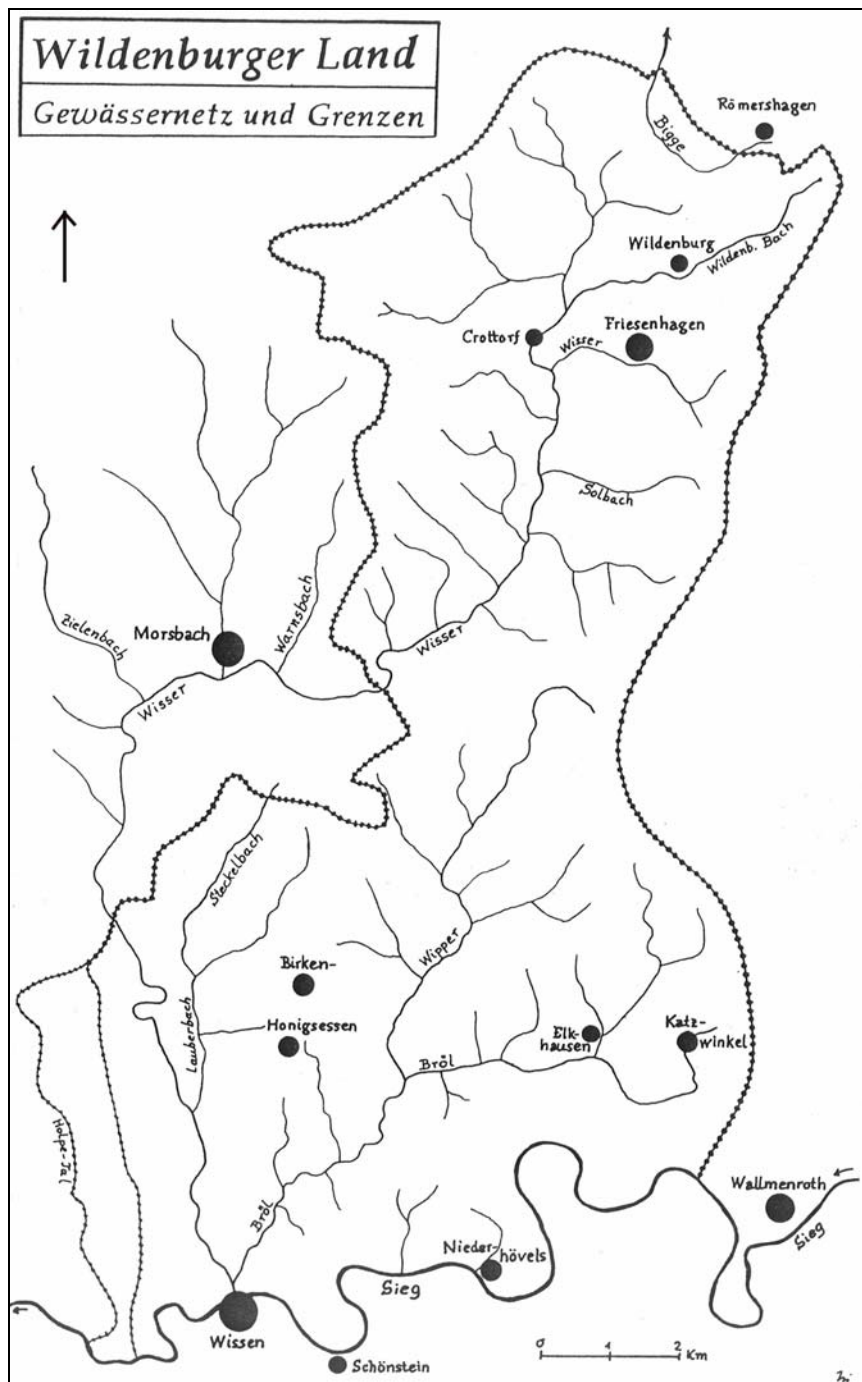 Wildenburger Land
Gewässernetz und Grenzen
Römershagen
Bigge
Wildenburg
Wildenb. Bach
Crottorf
Friesenhagen
Wisser
Solbach
Zielenbach
Morsbach
Warnsbach
Wisser
Wisser
Steckelbach
Wipper
Birken-
Honigsessen
Lauberbach
Elk-
hausen
Katz-
winkel
Bröl
Holpe-Tal
Bröl
Wallmenroth
Sieg
Nieder-
hövels
Sieg
Wissen
Schönstein
0 1 2
Km